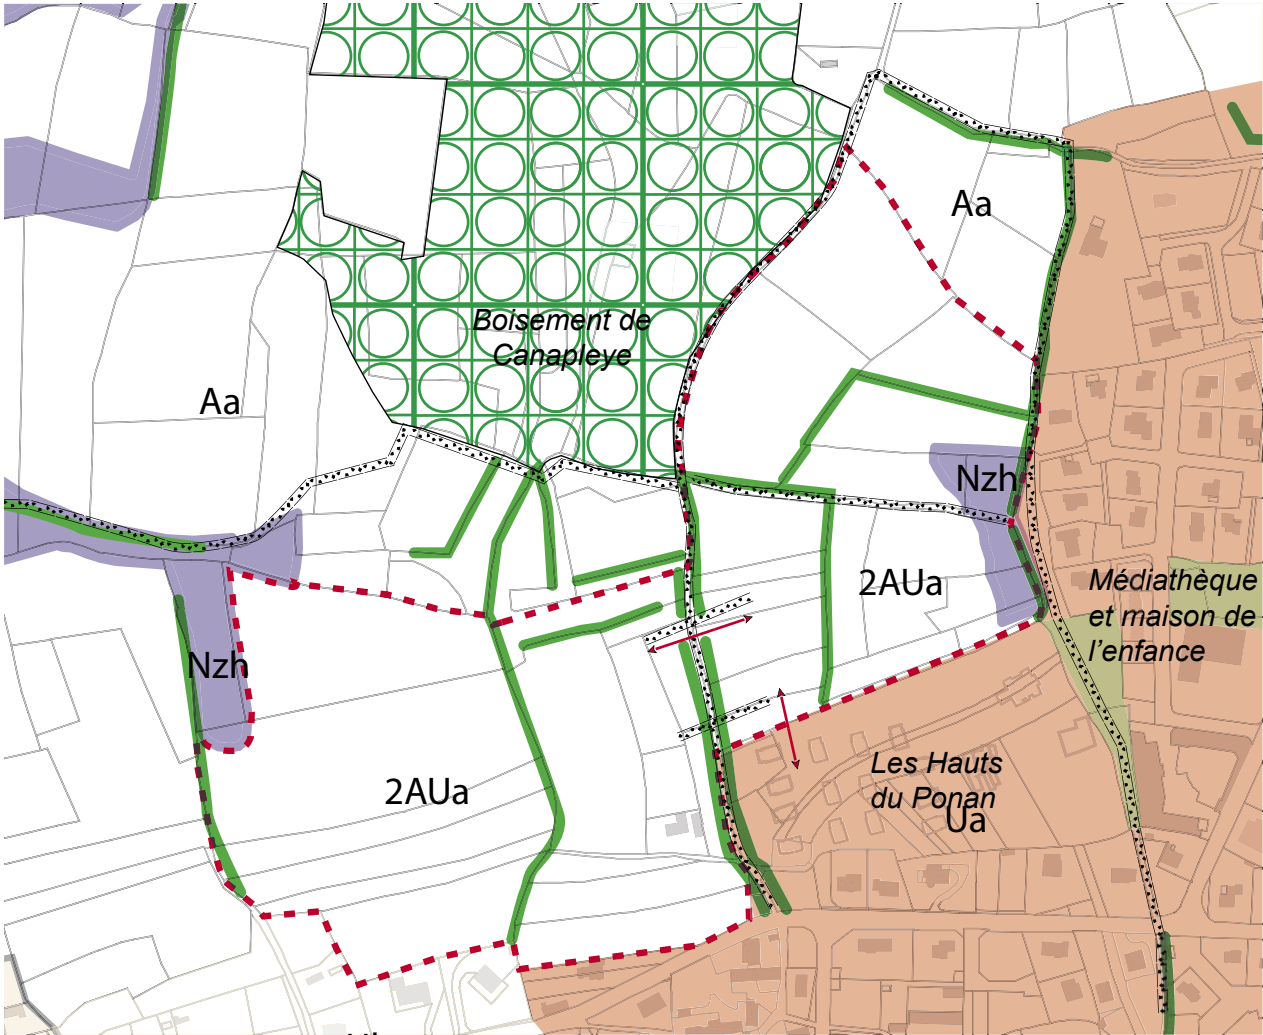 Aa
Boisement de
Canapleye
Aa
Nzh
Médiathèque
et maison de
l'enfance
2AUa
Nzh
Les Hauts
du Ponan
Ua
2AUa